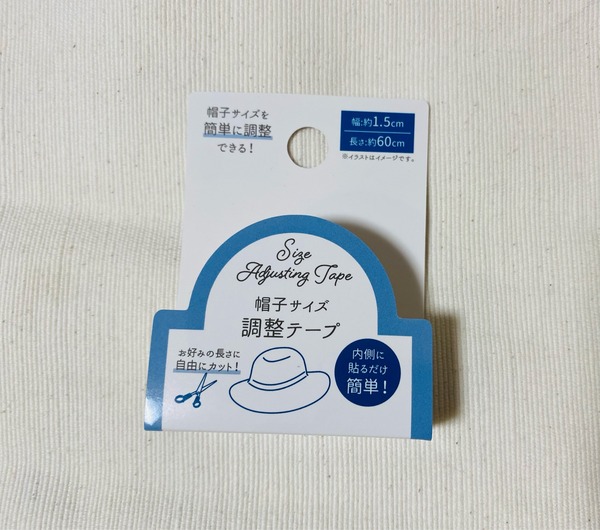 帽子サイズを
簡単に調整
できる！
幅:約1.5cm
長さ:約60cm
※イラストはイメージです。
Size
Adjusting Tape
帽子サイズ
調整テープ
お好みの長さに
自由にカット！
内側に
貼るだけ
簡単！